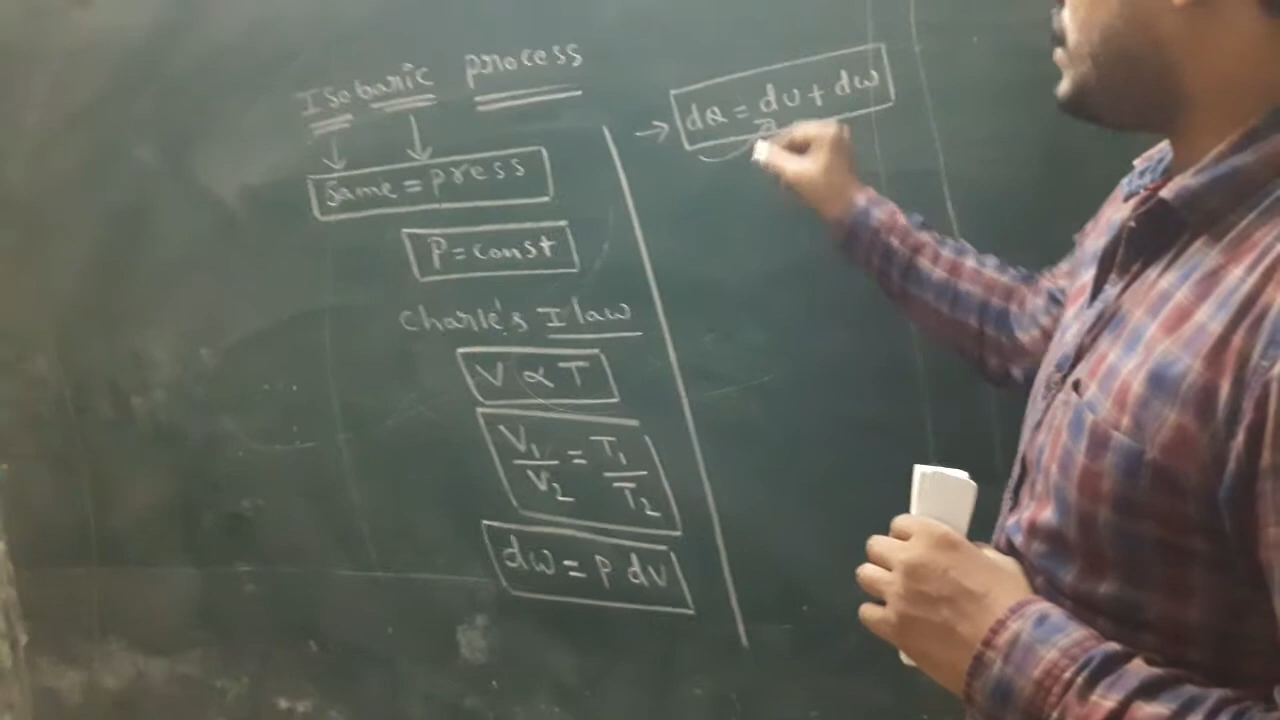 Isobaric process
Same = press
P = const
Charle's I law
V ∝ T
V₁/V₂ = T₁/T₂
dw = P dV
→ dQ = dU + dw